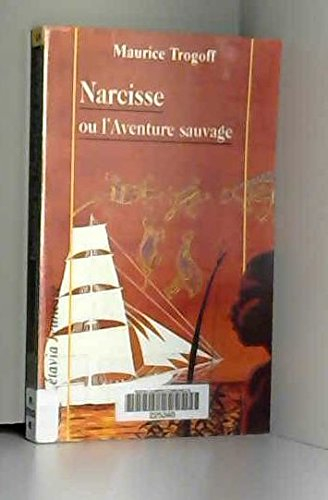 Maurice Trogoff
Narcisse
ou l'Aventure sauvage